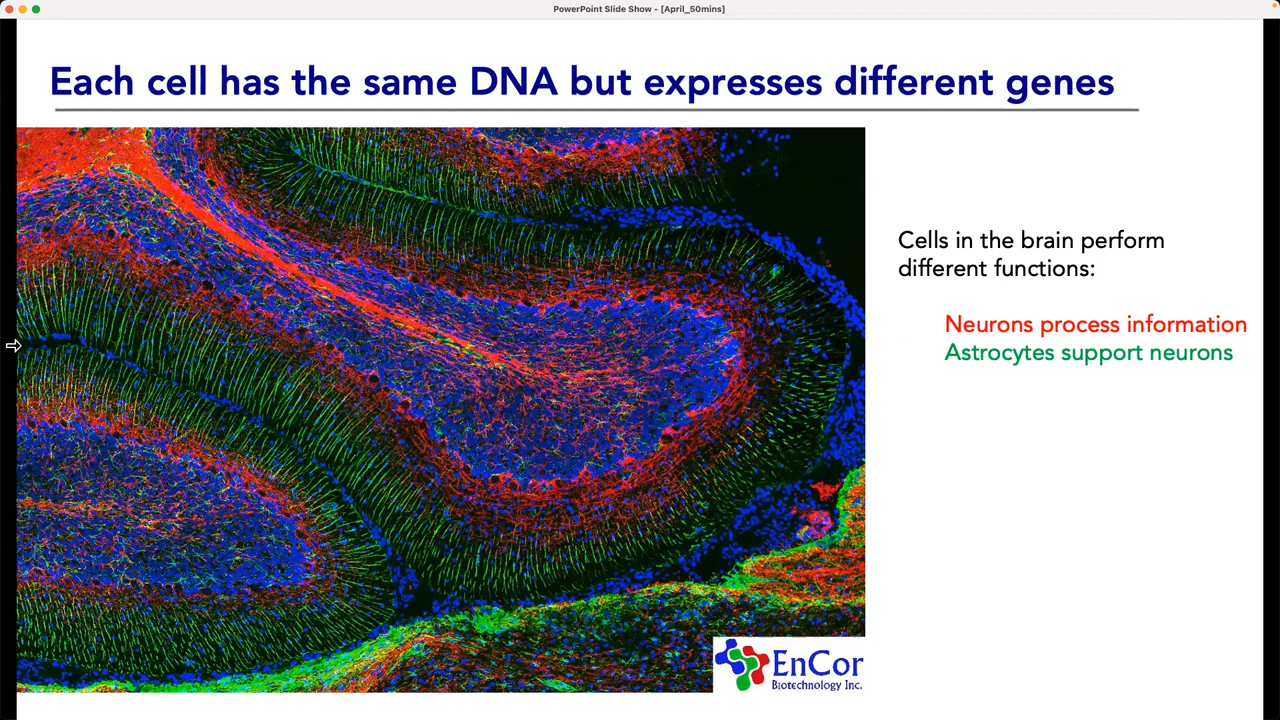 PowerPoint Slide Show - [April_50mins]
Each cell has the same DNA but expresses different genes
Cells in the brain perform
different functions:
Neurons process information
Astrocytes support neurons
EnCor
Biotechnology Inc.